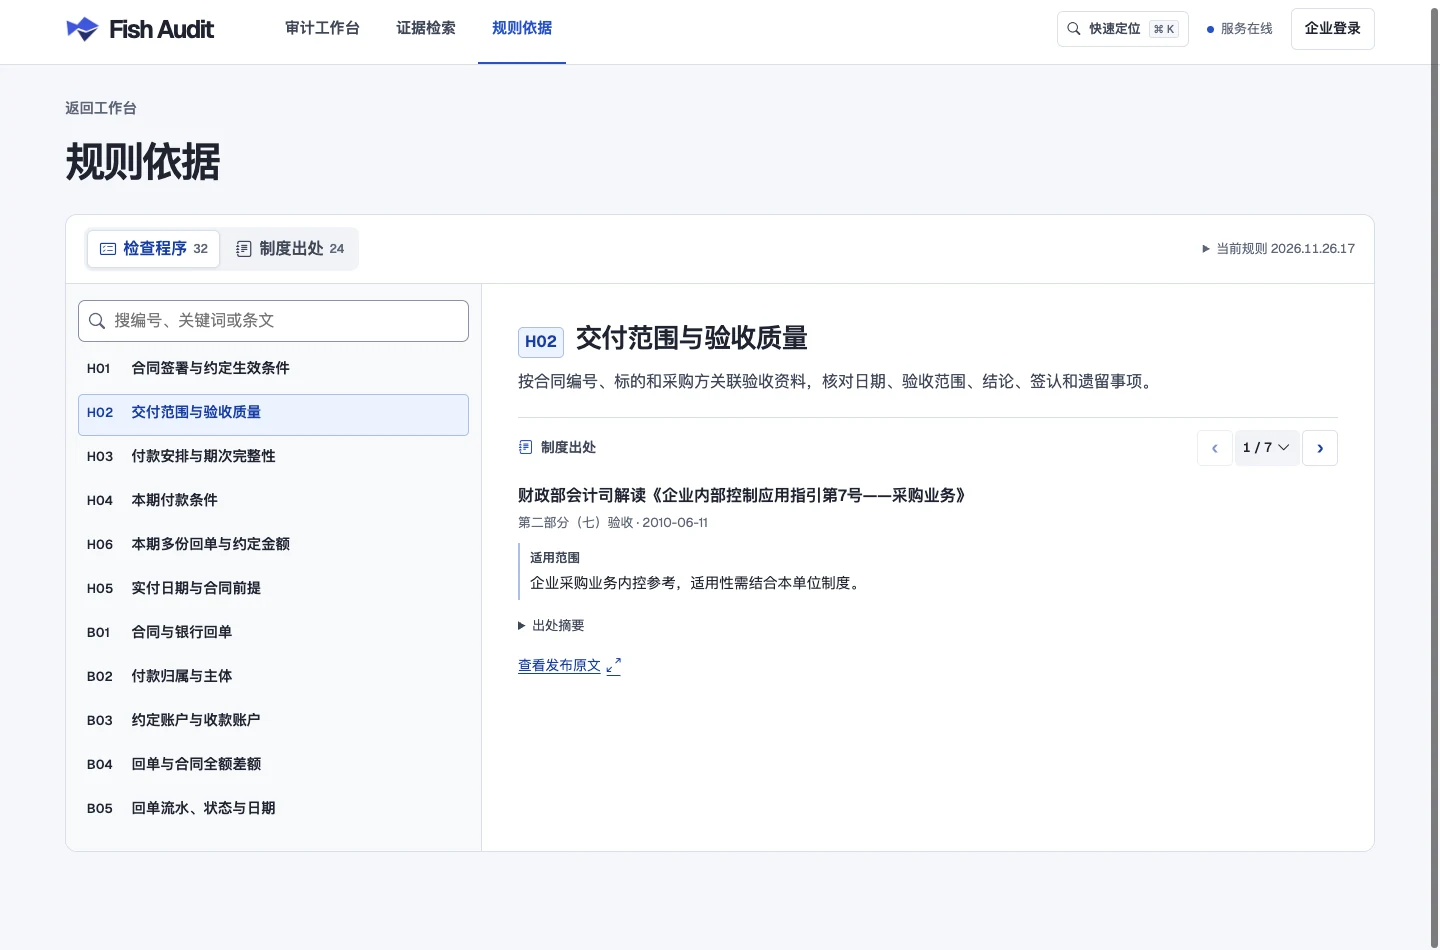 Fish Audit
审计工作台
证据检索
规则依据
快速定位 ⌘ K
服务在线
企业登录
返回工作台
规则依据
检查程序 32
制度出处 24
当前规则 2026.11.26.17
搜编号、关键词或条文
H01 合同签署与约定生效条件
H02 交付范围与验收质量
H03 付款安排与期次完整性
H04 本期付款条件
H06 本期多份回单与约定金额
H05 实付日期与合同前提
B01 合同与银行回单
B02 付款归属与主体
B03 约定账户与收款账户
B04 回单与合同全额差额
B05 回单流水、状态与日期
H02 交付范围与验收质量
按合同编号、标的和采购方关联验收资料，核对日期、验收范围、结论、签认和遗留事项。
制度出处
1 / 7
财政部会计司解读《企业内部控制应用指引第7号——采购业务》
第二部分（七）验收 · 2010-06-11
适用范围
企业采购业务内控参考，适用性需结合本单位制度。
出处摘要
查看发布原文